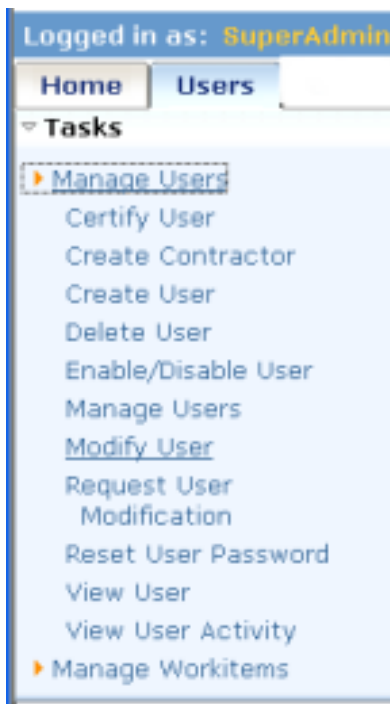 Logged in as: SuperAdmin
Home Users
Tasks
Manage Users
Certify User
Create Contractor
Create User
Delete User
Enable/Disable User
Manage Users
Modify User
Request User
Modification
Reset User Password
View User
View User Activity
Manage Workitems